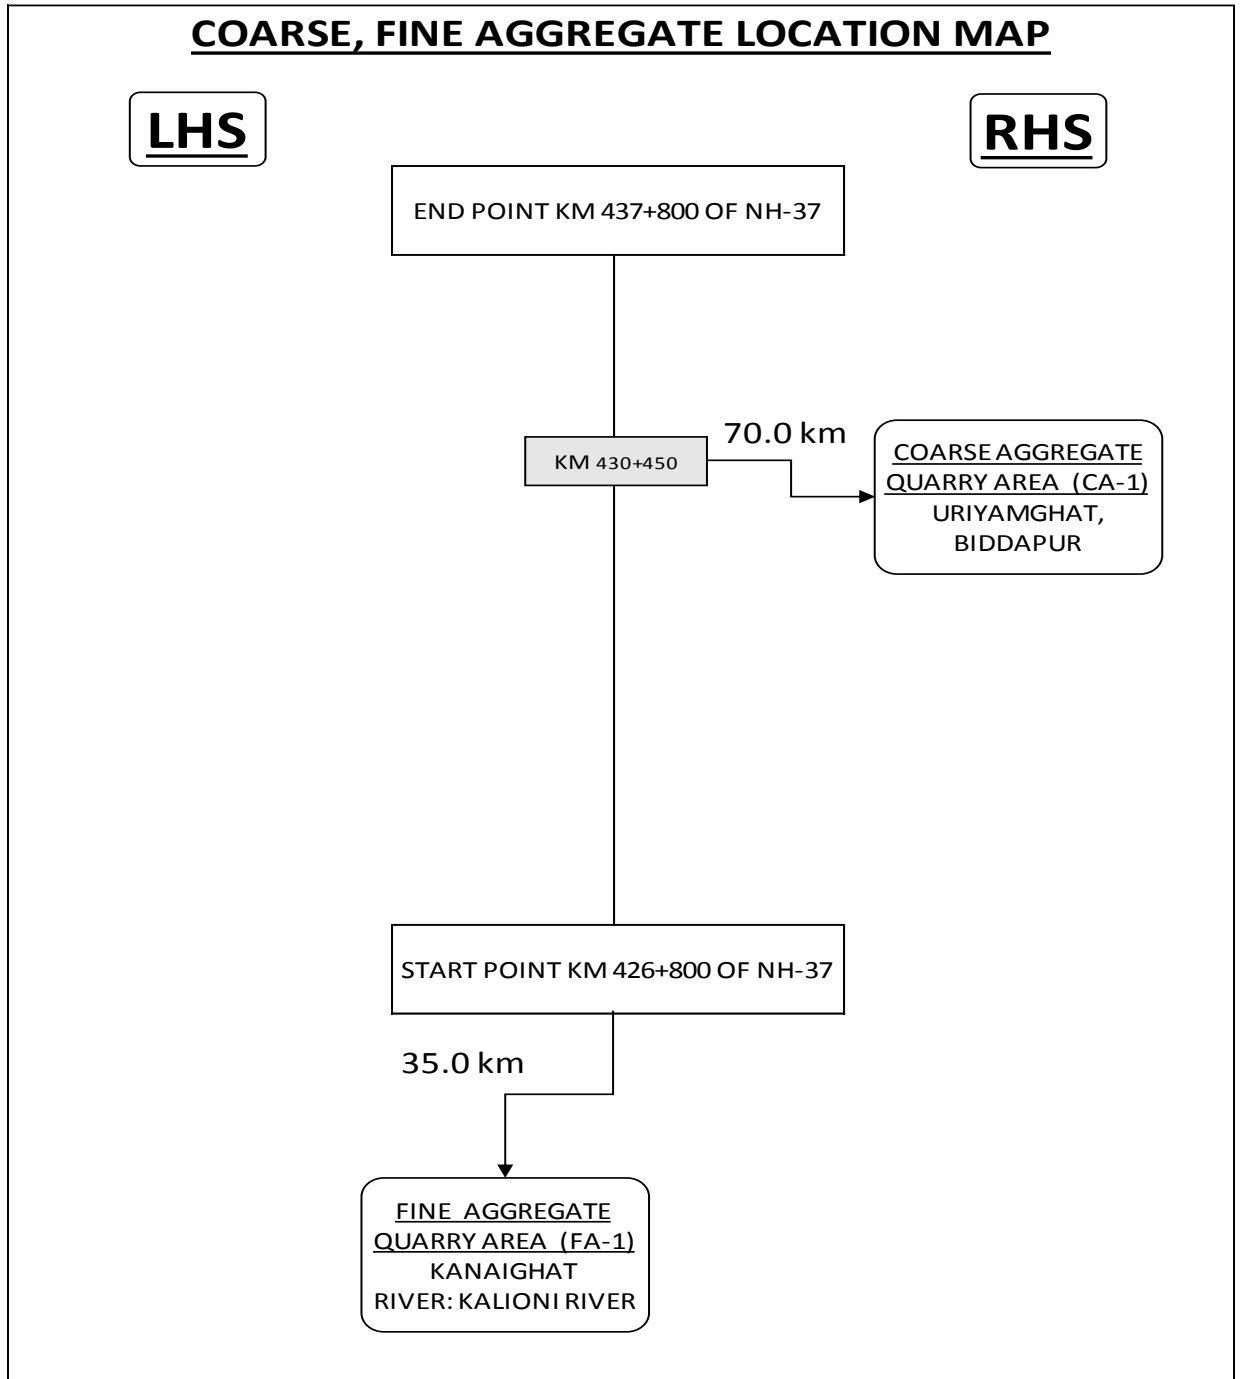 COARSE, FINE AGGREGATE LOCATION MAP
LHS
RHS
END POINT KM 437+800 OF NH-37
70.0 km
KM 430+450
COARSE AGGREGATE
QUARRY AREA (CA-1)
URIYAMGHAT,
BIDDAPUR
START POINT KM 426+800 OF NH-37
35.0 km
FINE AGGREGATE
QUARRY AREA (FA-1)
KANAIGHAT
RIVER: KALIONI RIVER